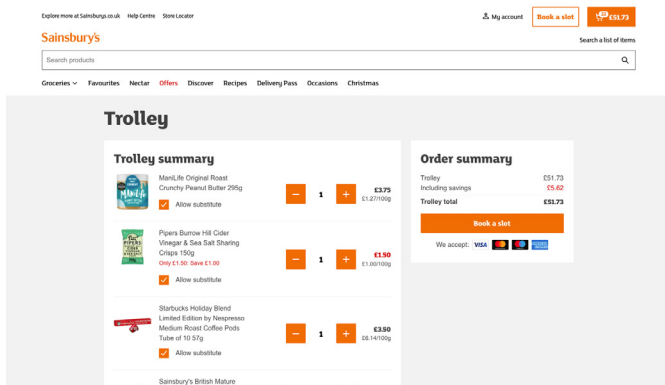 Explore more at Sainsburys.co.uk Help Centre Store Locator
My account
Book a slot
£51.73
Sainsbury's
Search a list of items
Search products
Groceries Favourites Nectar Offers Discover Recipes Delivery Pass Occasions Christmas
Trolley
Trolley summary
ManiLife Original Roast
Crunchy Peanut Butter 295g
Allow substitute
1
£3.75
£1.27/100g
Pipers Burrow Hill Cider
Vinegar & Sea Salt Sharing
Crisps 150g
Only £1.50: Save £1.00
Allow substitute
1
£1.50
£1.00/100g
Starbucks Holiday Blend
Limited Edition by Nespresso
Medium Roast Coffee Pods
Tube of 10 57g
Allow substitute
1
£3.50
£6.14/100g
Sainsbury's British Mature
Order summary
Trolley £51.73
Including savings £5.62
Trolley total £51.73
Book a slot
We accept: VISA